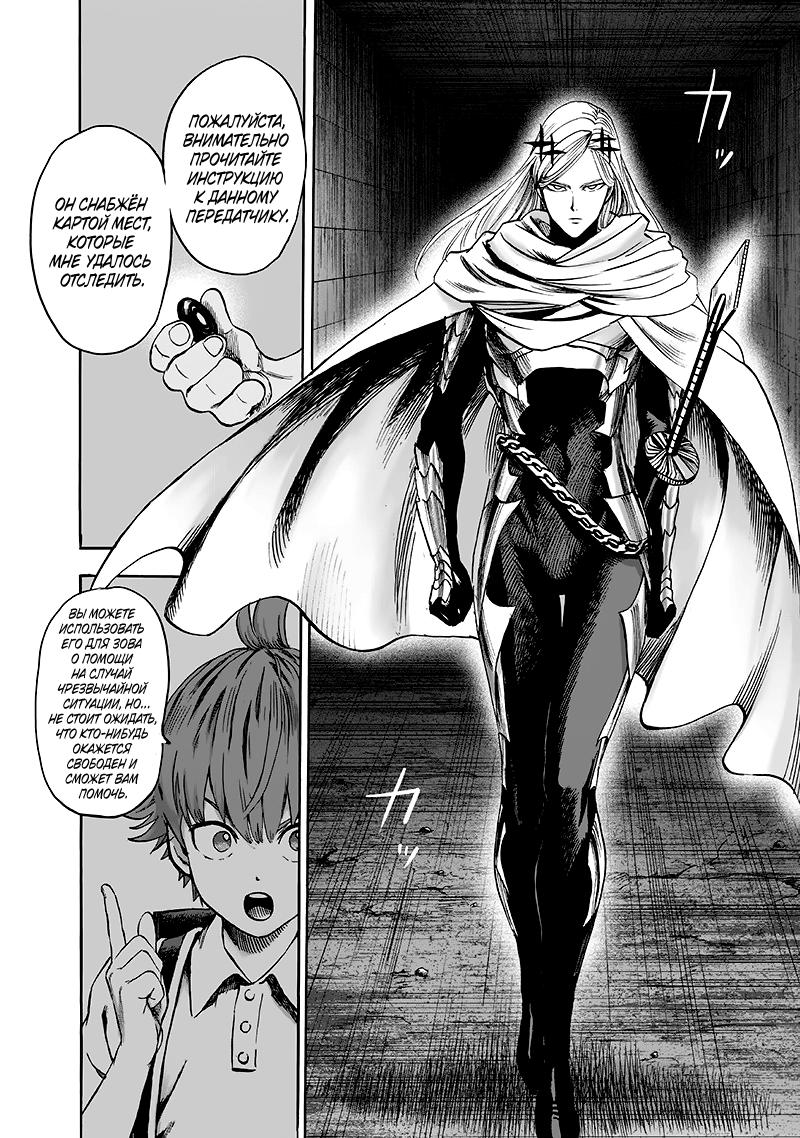 ПОЖАЛУЙСТА,
ВНИМАТЕЛЬНО
ПРОЧИТАЙТЕ
ИНСТРУКЦИЮ
К ДАННОМУ
ПЕРЕДАТЧИКУ.
ОН СНАБЖЁН
КАРТОЙ МЕСТ,
КОТОРЫЕ
МНЕ УДАЛОСЬ
ОТСЛЕДИТЬ.
カッ
ВЫ МОЖЕТЕ
ИСПОЛЬЗОВАТЬ
ЕГО ДЛЯ ЗОВА
О ПОМОЩИ
НА СЛУЧАЙ
ЧРЕЗВЫЧАЙНОЙ
СИТУАЦИИ, НО...
НЕ СТОИТ ОЖИДАТЬ,
ЧТО КТО-НИБУДЬ
ОКАЖЕТСЯ
СВОБОДЕН И
СМОЖЕТ ВАМ
ПОМОЧЬ.
カッ